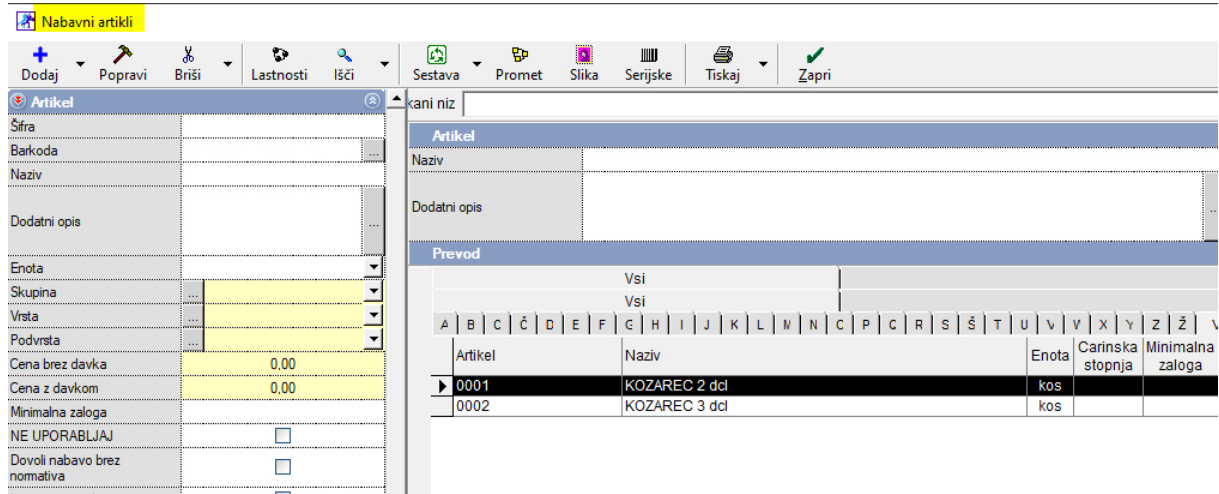 Nabavni artikli
Dodaj Popravi Briši Lastnosti Išči Sestava Promet Slika Serijske Tiskaj Zapri
Artikel
Šifra
Barkoda ...
Naziv
Dodatni opis ...
Enota
Skupina ...
Vrsta ...
Podvrsta ...
Cena brez davka 0,00
Cena z davkom 0,00
Minimalna zaloga
NE UPORABLJAJ
Dovoli nabavo brez
normativa
kani niz
Artikel
Naziv
Dodatni opis
Prevod
Vsi
Vsi
A B C Č D E F G H I J K L M N O P R S Š T U V X Y Z Ž
Artikel Naziv Enota Carinska stopnja Minimalna zaloga
0001 KOZAREC 2 dcl kos
0002 KOZAREC 3 dcl kos